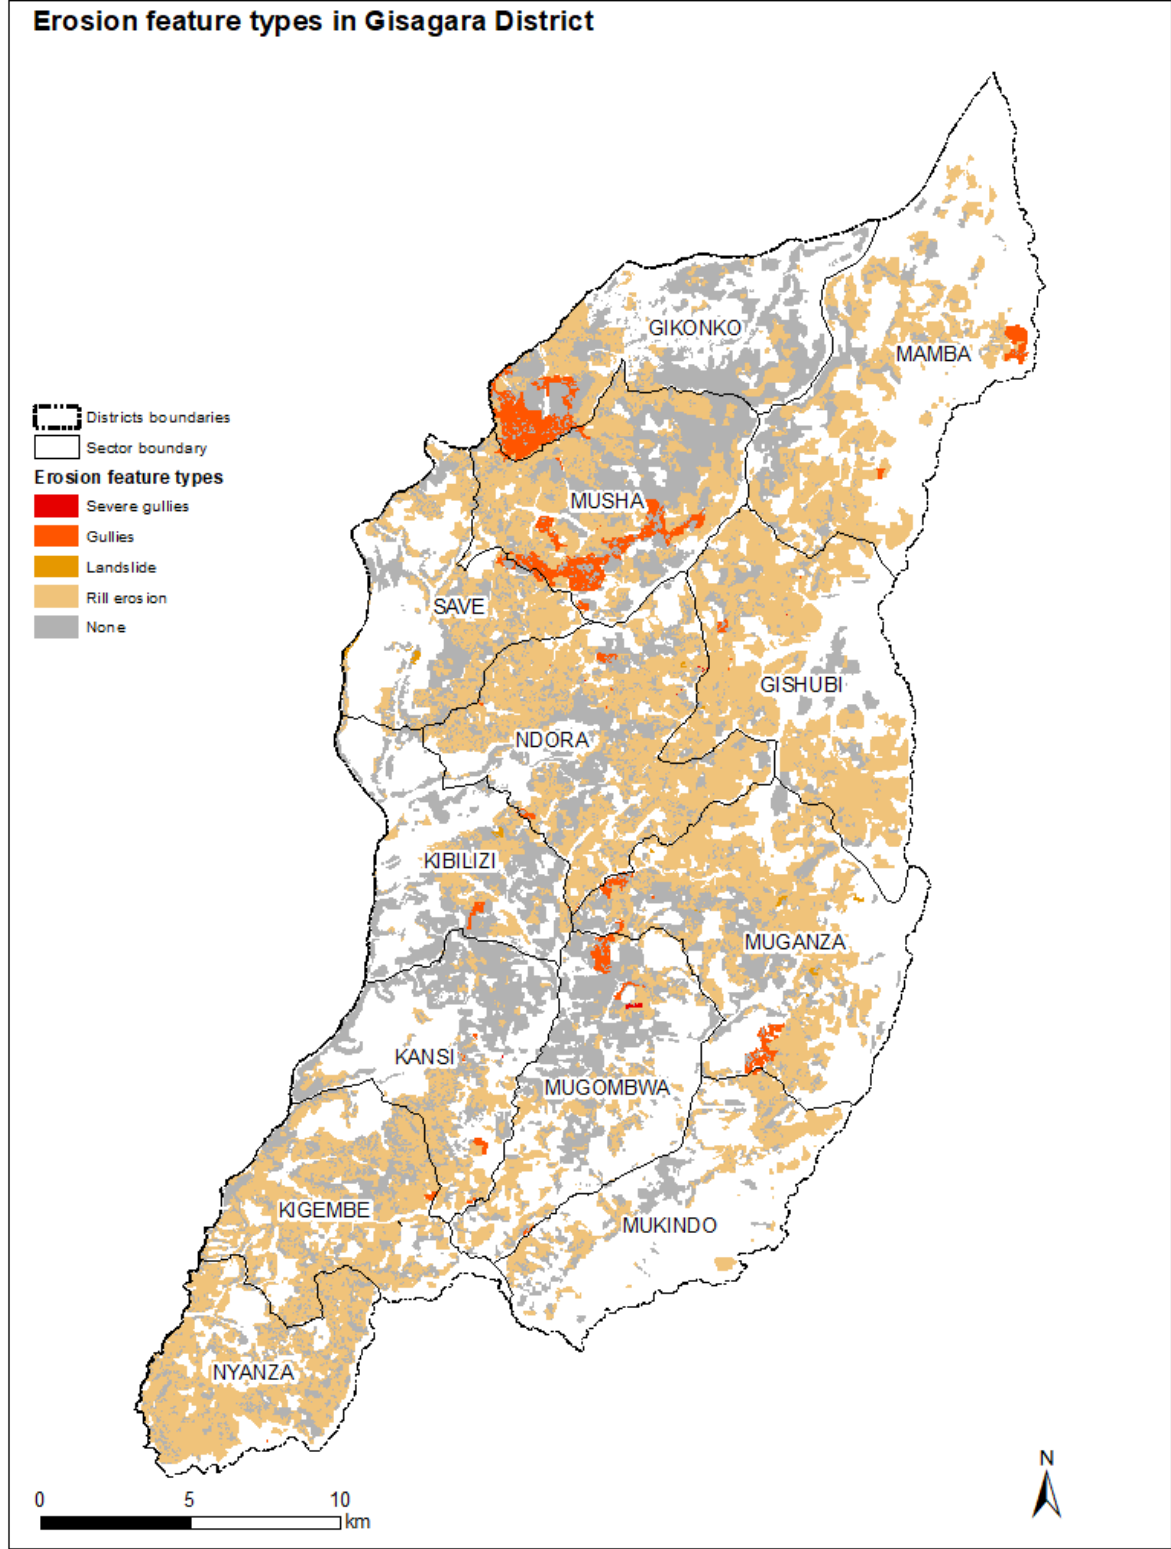 Erosion feature types in Gisagara District
GIKONKO
MAMBA
Districts boundaries
Sector boundary
Erosion feature types
Severe gullies
Gullies
Landslide
Rill erosion
None
MUSHA
SAVE
GISHUBI
NDORA
KIBILIZI
MUGANZA
KANSI
MUGOMBWA
KIGEMBE
MUKINDO
NYANZA
N
0 5 10
km